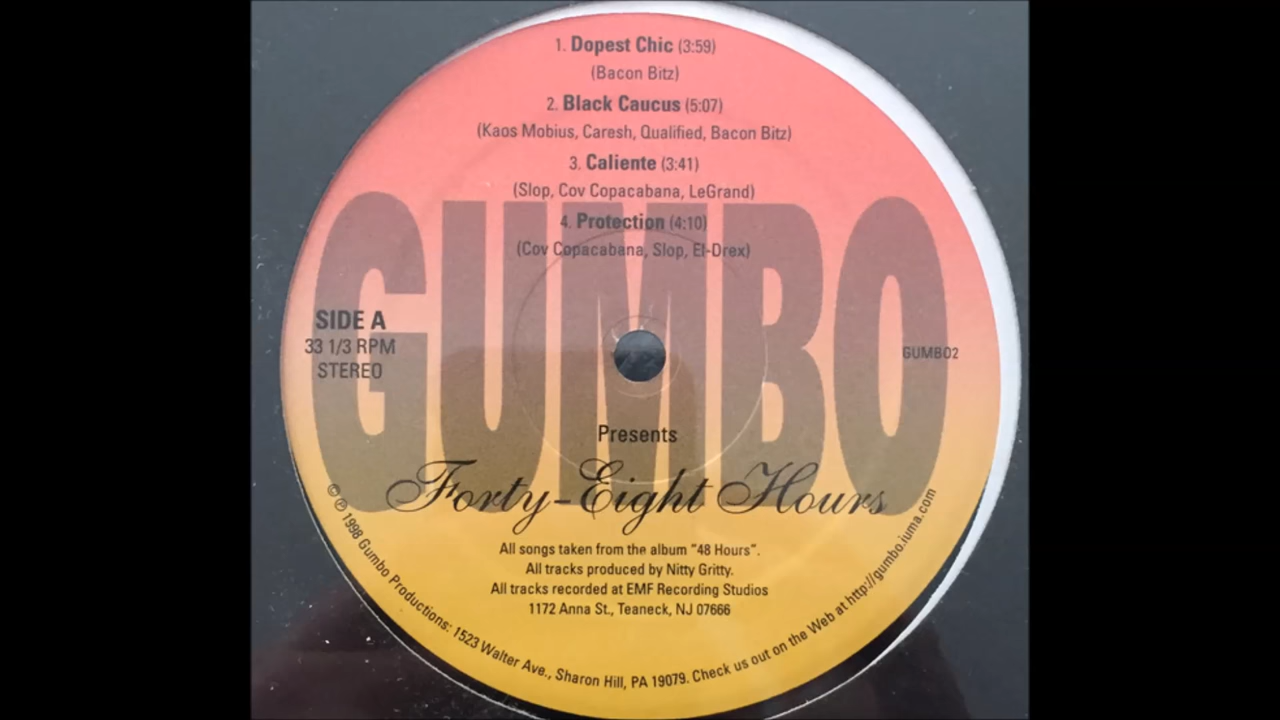 1. Dopest Chic (3:59)
(Bacon Bitz)
2. Black Caucus (5:07)
(Kaos Mobius, Caresh, Qualified, Bacon Bitz)
3. Caliente (3:41)
(Slop, Cov Copacabana, LeGrand)
4. Protection (4:10)
(Cov Copacabana, Slop, El-Drex)
GUMBO
SIDE A
33 1/3 RPM
STEREO
GUMBO2
Presents
Forty-Eight Hours
All songs taken from the album "48 Hours".
All tracks produced by Nitty Gritty.
All tracks recorded at EMF Recording Studios
1172 Anna St., Teaneck, NJ 07666
© ℗ 1998 Gumbo Productions: 1523 Walter Ave., Sharon Hill, PA 19079. Check us out on the Web at http://gumbo.iuma.com